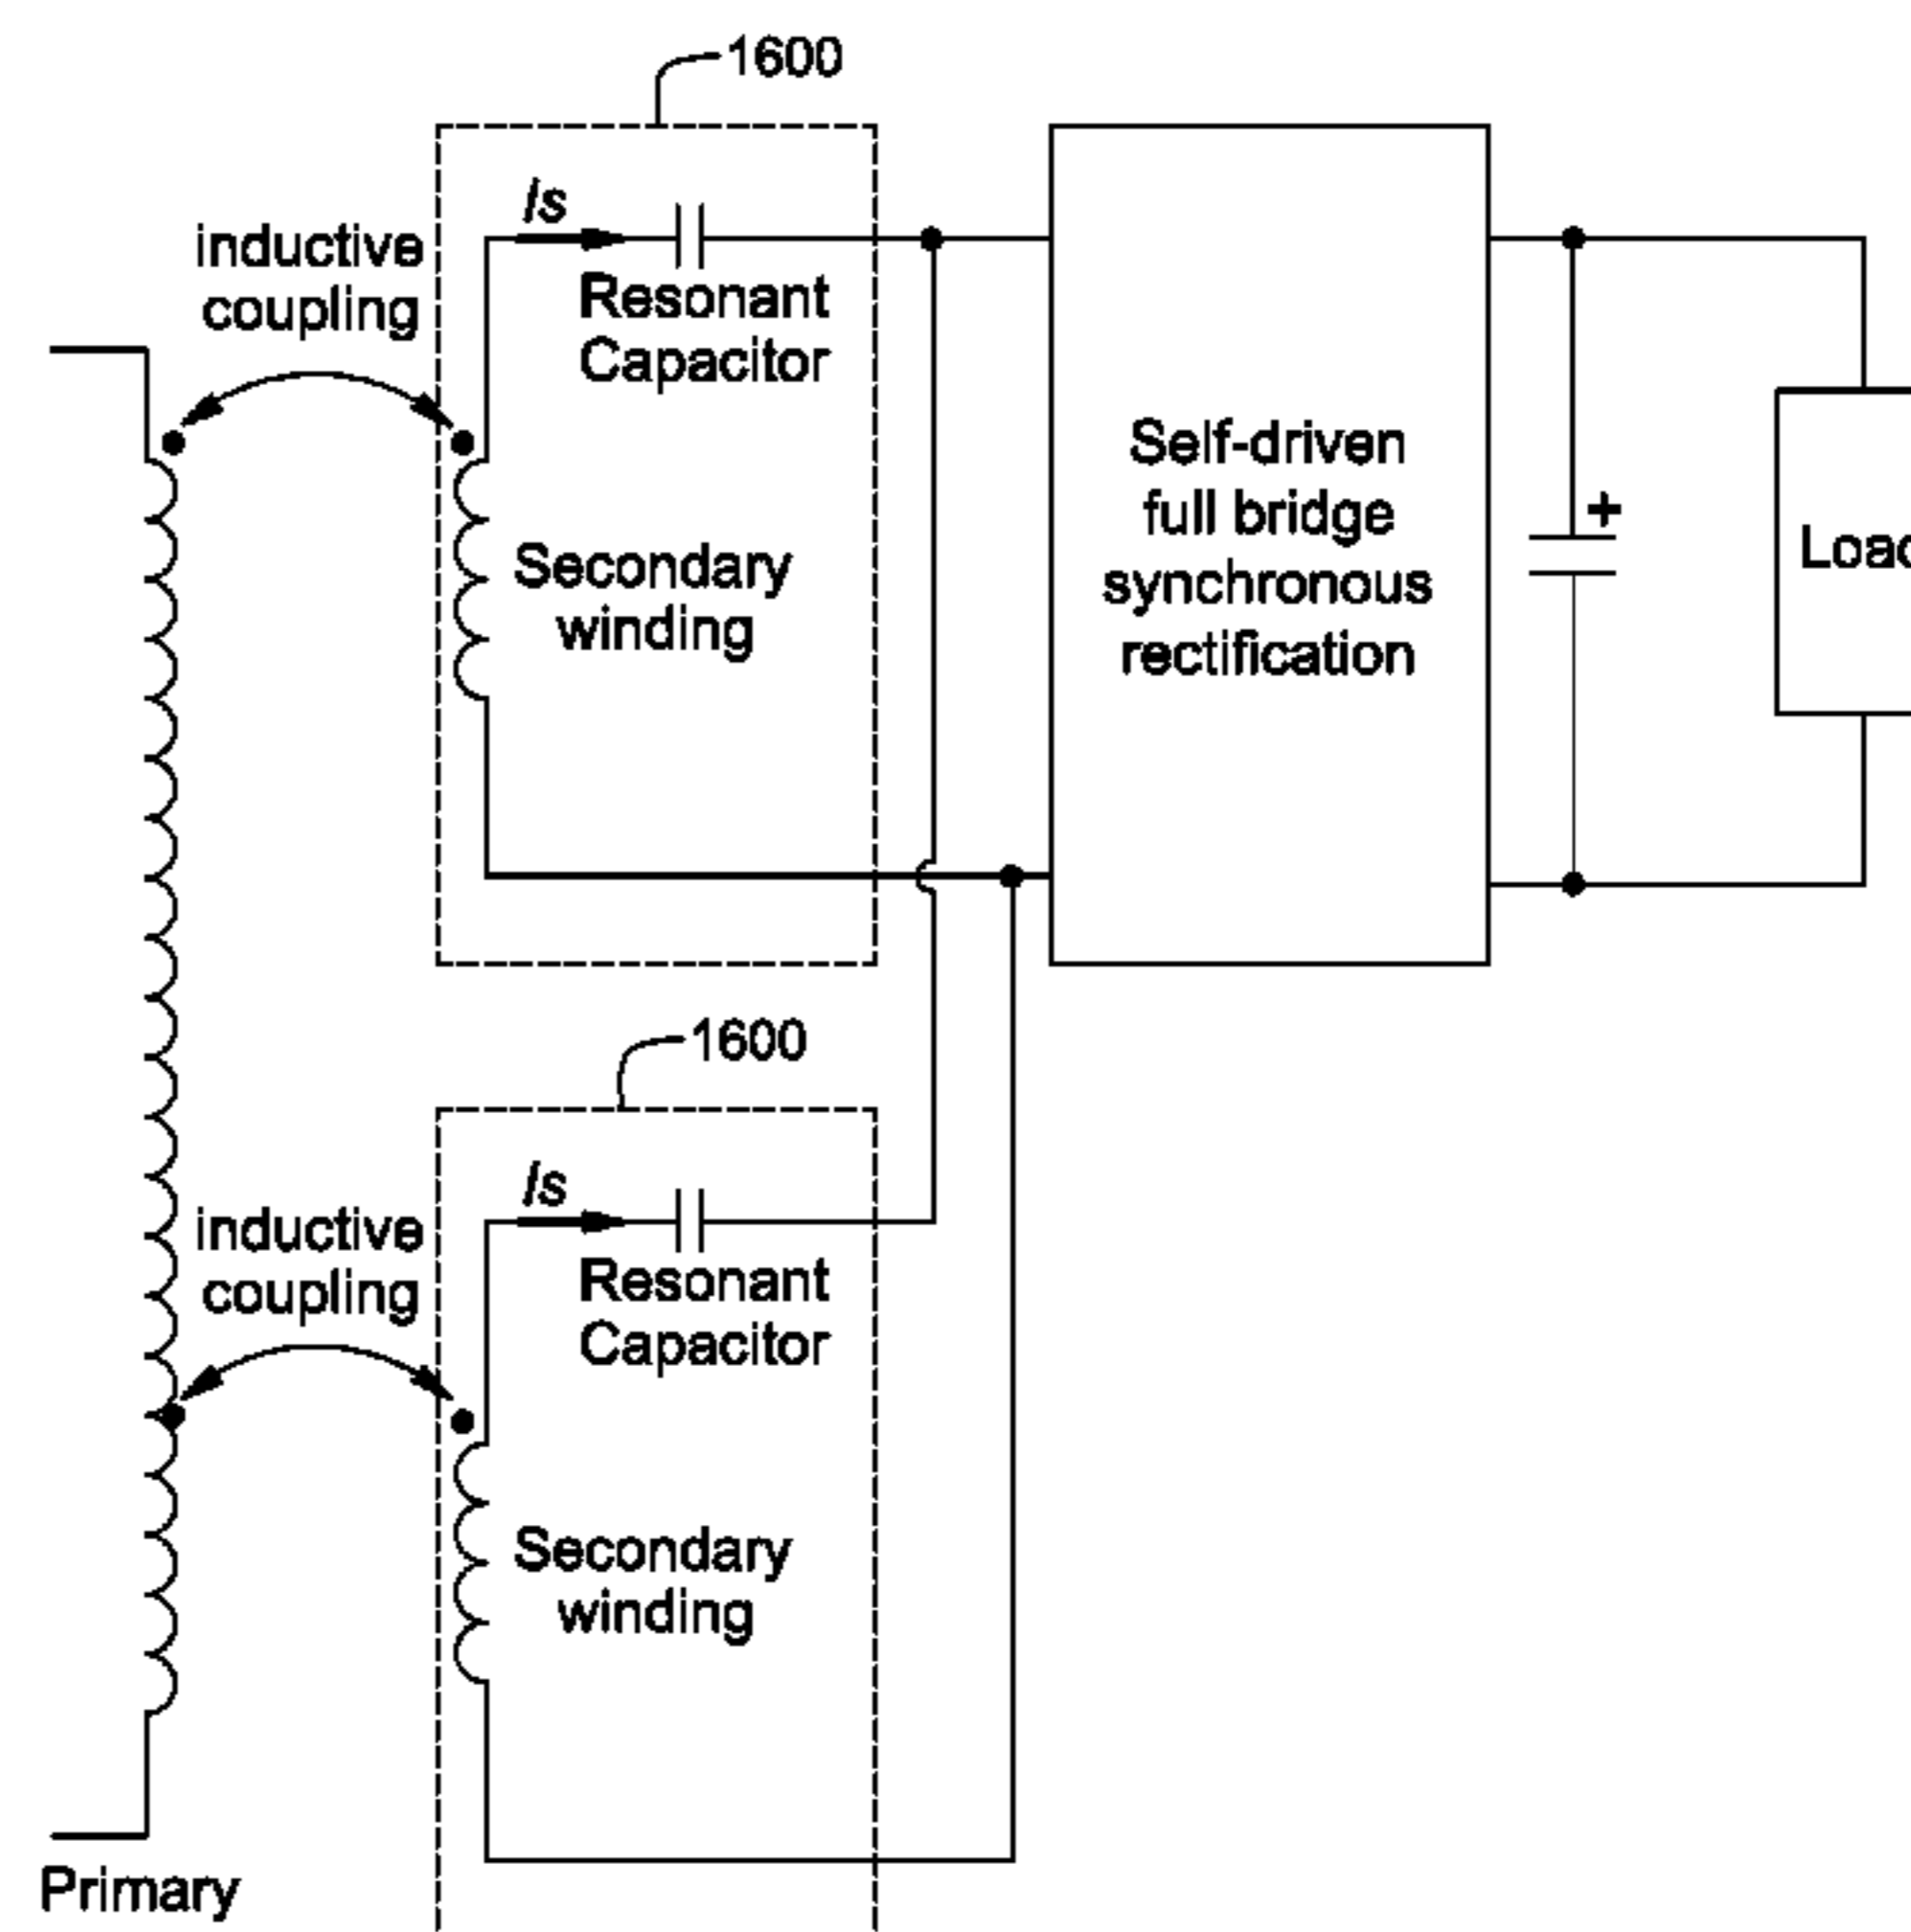 1600
Is
inductive
coupling
Resonant
Capacitor
Secondary
winding
Self-driven
full bridge
synchronous
rectification
+
1600
Is
inductive
coupling
Resonant
Capacitor
Secondary
winding
Primary